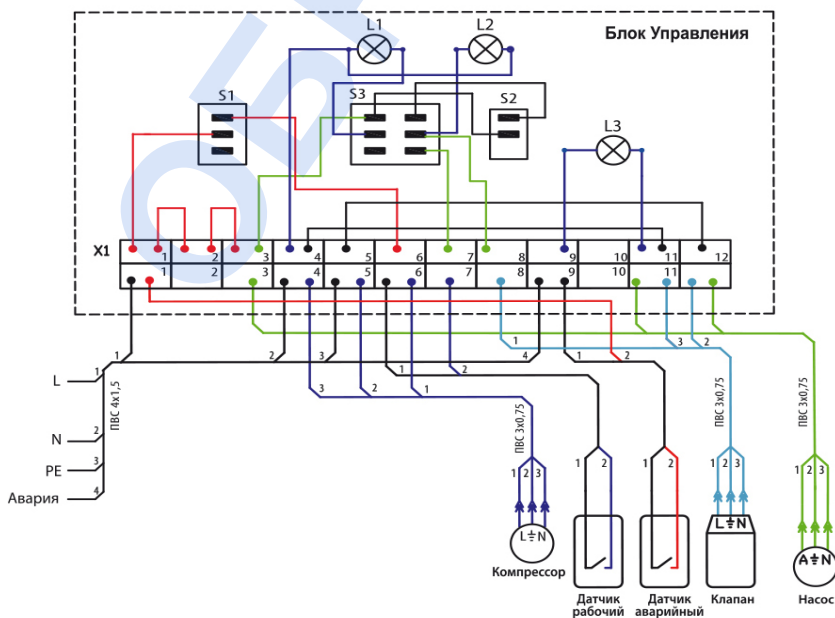 ОБ
Блок Управления
L1
L2
S1
S3
S2
L3
X1
1 2 3 4 5 6 7 8 9 10 11 12
1 2 3 4 5 6 7 8 9 10 11
1 2 3 4 1 2 1 2 1 3 2
3 2 1
L 1
N 2
PE 3
Авария 4
ПВС 4х1,5
ПВС 3х0,75
ПВС 3х0,75
ПВС 3х0,75
1 2 3
1 2
1 2
1 2 3
1 2 3
L N
L N
A N
Компрессор
Датчик рабочий
Датчик аварийный
Клапан
Насос